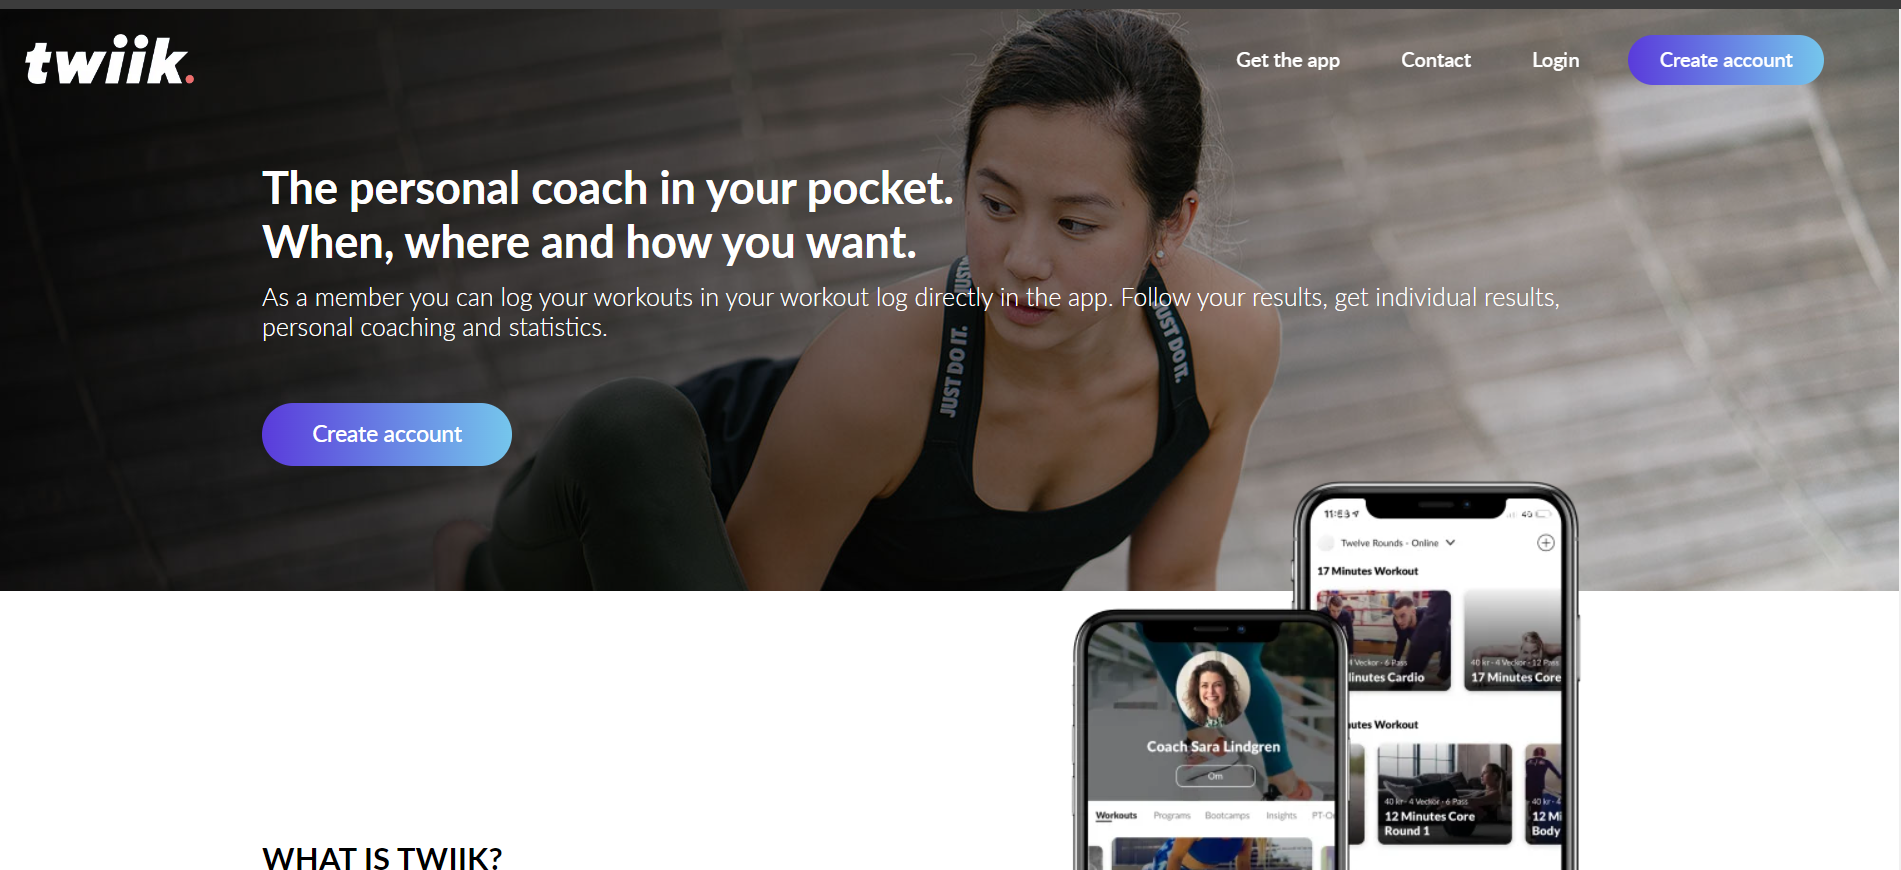 twiik.
Get the app
Contact
Login
Create account
The personal coach in your pocket.
When, where and how you want.
As a member you can log your workouts in your workout log directly in the app. Follow your results, get individual results,
personal coaching and statistics.
Create account
JUST DO IT.
JUST DO IT.
11:53
4G
Twelve Rounds - Online
17 Minutes Workout
4 Veckor - 6 Pass
inutes Cardio
40 kr - 4 Veckor - 12 Pass
17 Minutes Core
utes Workout
40 kr - 4 Veckor - 6 Pass
12 Minutes Core
Round 1
40 kr - 4
12 Mi
Body
Coach Sara Lindgren
Om
Workouts
Programs
Bootcamps
Insights
PT-O
WHAT IS TWIIK?